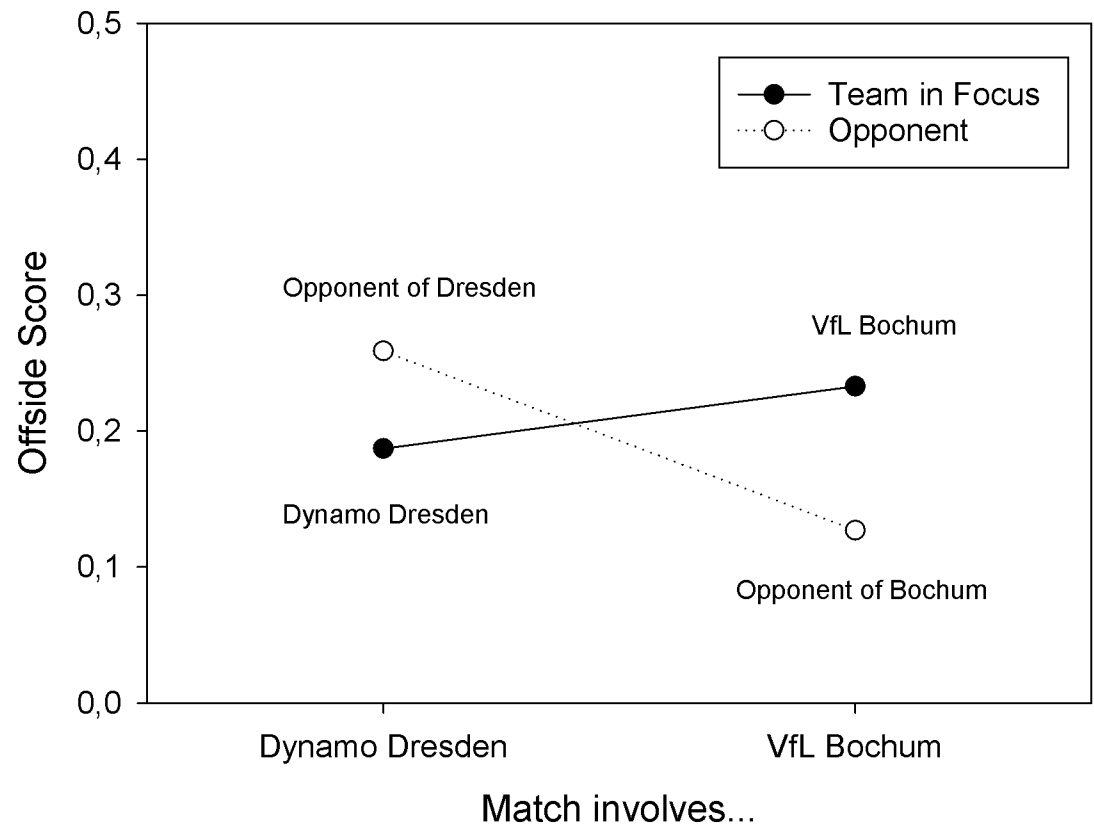 0,5
Team in Focus
Opponent
0,4
0,3
Opponent of Dresden
VfL Bochum
Offside Score
0,2
Dynamo Dresden
0,1
Opponent of Bochum
0,0
Dynamo Dresden
VfL Bochum
Match involves...